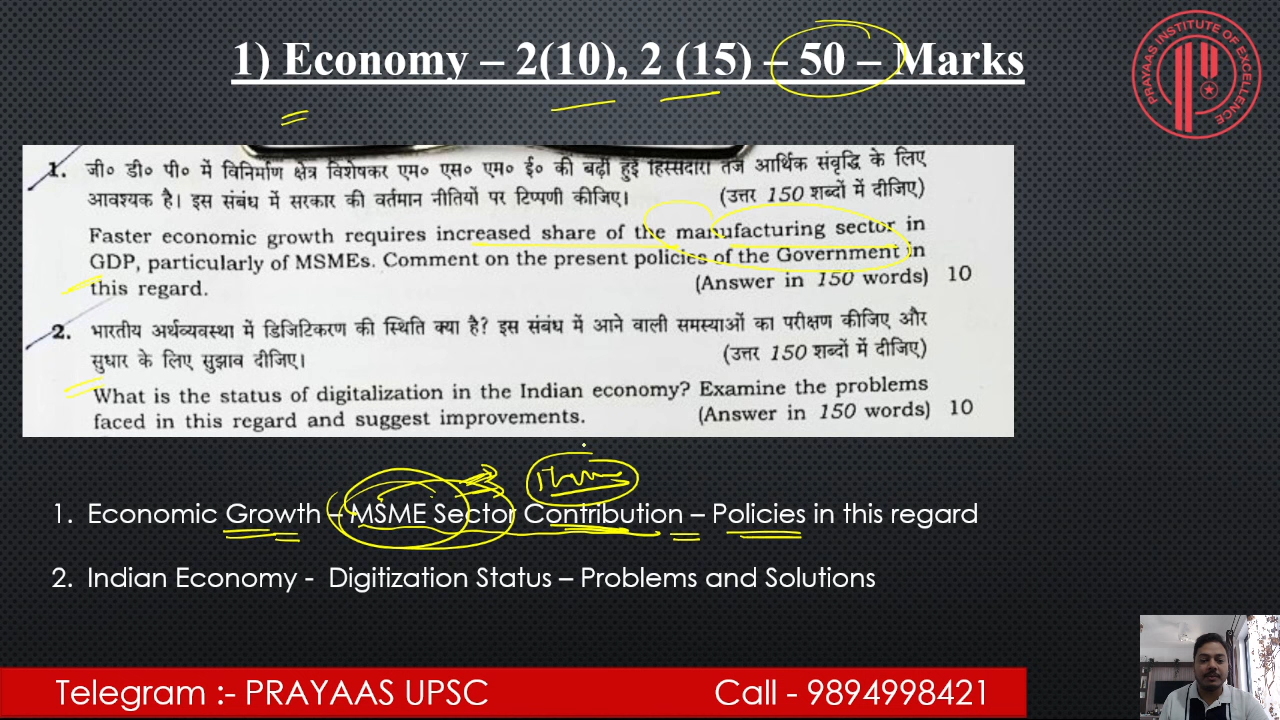 1) Economy – 2(10), 2 (15) – 50 – Marks
PRAYAAS INSTITUTE OF EXCELLENCE
1. जी० डी० पी० में विनिर्माण क्षेत्र विशेषकर एम० एस० एम० ई० की बढ़ी हुई हिस्सेदारी तेज आर्थिक संवृद्धि के लिए
आवश्यक है। इस संबंध में सरकार की वर्तमान नीतियों पर टिप्पणी कीजिए। (उत्तर 150 शब्दों में दीजिए)
Faster economic growth requires increased share of the manufacturing sector in
GDP, particularly of MSMEs. Comment on the present policies of the Government in
this regard. (Answer in 150 words) 10
2. भारतीय अर्थव्यवस्था में डिजिटिकरण की स्थिति क्या है? इस संबंध में आने वाली समस्याओं का परीक्षण कीजिए और
सुधार के लिए सुझाव दीजिए। (उत्तर 150 शब्दों में दीजिए)
What is the status of digitalization in the Indian economy? Examine the problems
faced in this regard and suggest improvements. (Answer in 150 words) 10
1. Economic Growth – MSME Sector Contribution – Policies in this regard
2. Indian Economy - Digitization Status – Problems and Solutions
Telegram :- PRAYAAS UPSC Call - 9894998421